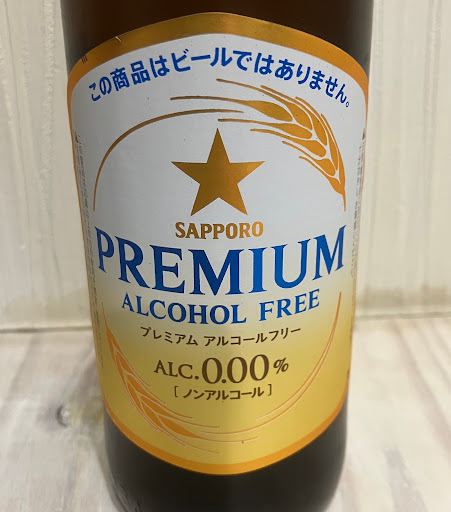 この商品はビールではありません。
SAPPORO
PREMIUM
ALCOHOL FREE
プレミアム アルコールフリー
ALC.0.00%
[ ノンアルコール ]